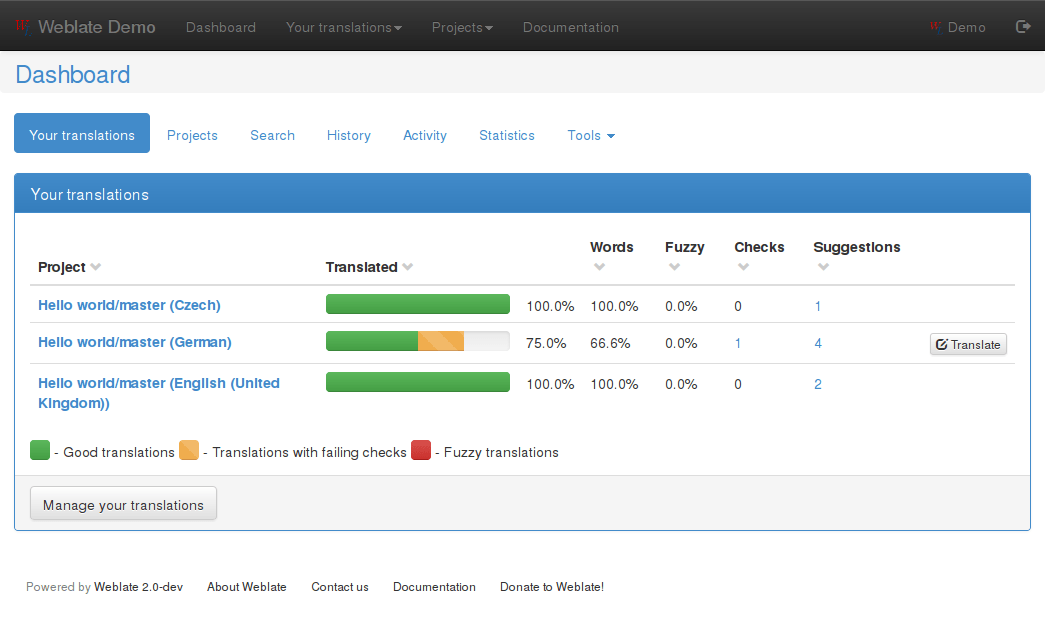 Weblate Demo Dashboard Your translations Projects Documentation Demo
Dashboard
Your translations Projects Search History Activity Statistics Tools
Your translations
Project Translated Words Fuzzy Checks Suggestions
Hello world/master (Czech) 100.0% 100.0% 0.0% 0 1
Hello world/master (German) 75.0% 66.6% 0.0% 1 4 Translate
Hello world/master (English (United 100.0% 100.0% 0.0% 0 2
Kingdom))
- Good translations - Translations with failing checks - Fuzzy translations
Manage your translations
Powered by Weblate 2.0-dev About Weblate Contact us Documentation Donate to Weblate!